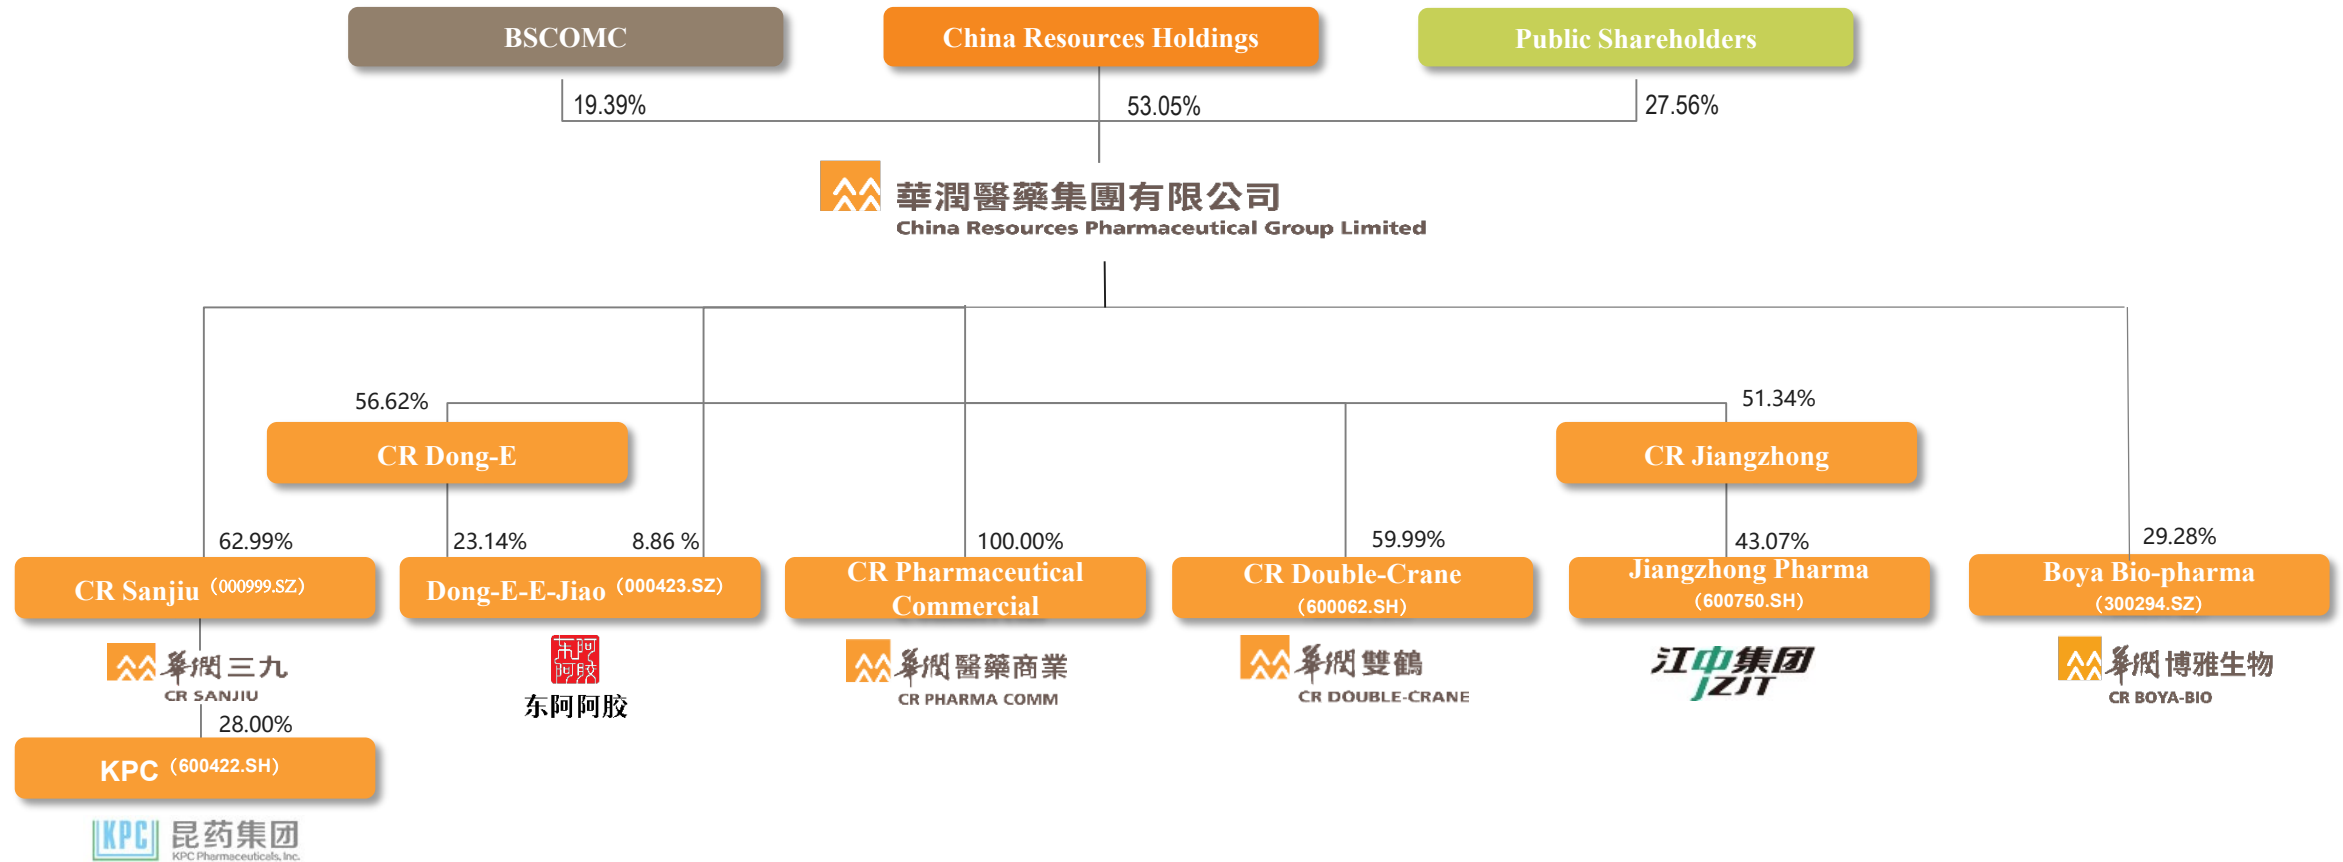 BSCOMC
China Resources Holdings
Public Shareholders
19.39%
53.05%
27.56%
華潤醫藥集團有限公司
China Resources Pharmaceutical Group Limited
56.62%
51.34%
CR Dong-E
CR Jiangzhong
62.99%
23.14%
8.86 %
100.00%
59.99%
43.07%
29.28%
CR Sanjiu（000999.SZ）
Dong-E-E-Jiao（000423.SZ）
CR Pharmaceutical
Commercial
CR Double-Crane
（600062.SH）
Jiangzhong Pharma
（600750.SH）
Boya Bio-pharma
（300294.SZ）
華潤三九
CR SANJIU
东阿
阿胶
东阿阿胶
華潤醫藥商業
CR PHARMA COMM
華潤雙鶴
CR DOUBLE-CRANE
江中集团
JZJT
華潤博雅生物
CR BOYA-BIO
28.00%
KPC（600422.SH）
KPC 昆药集团
KPC Pharmaceuticals, Inc.